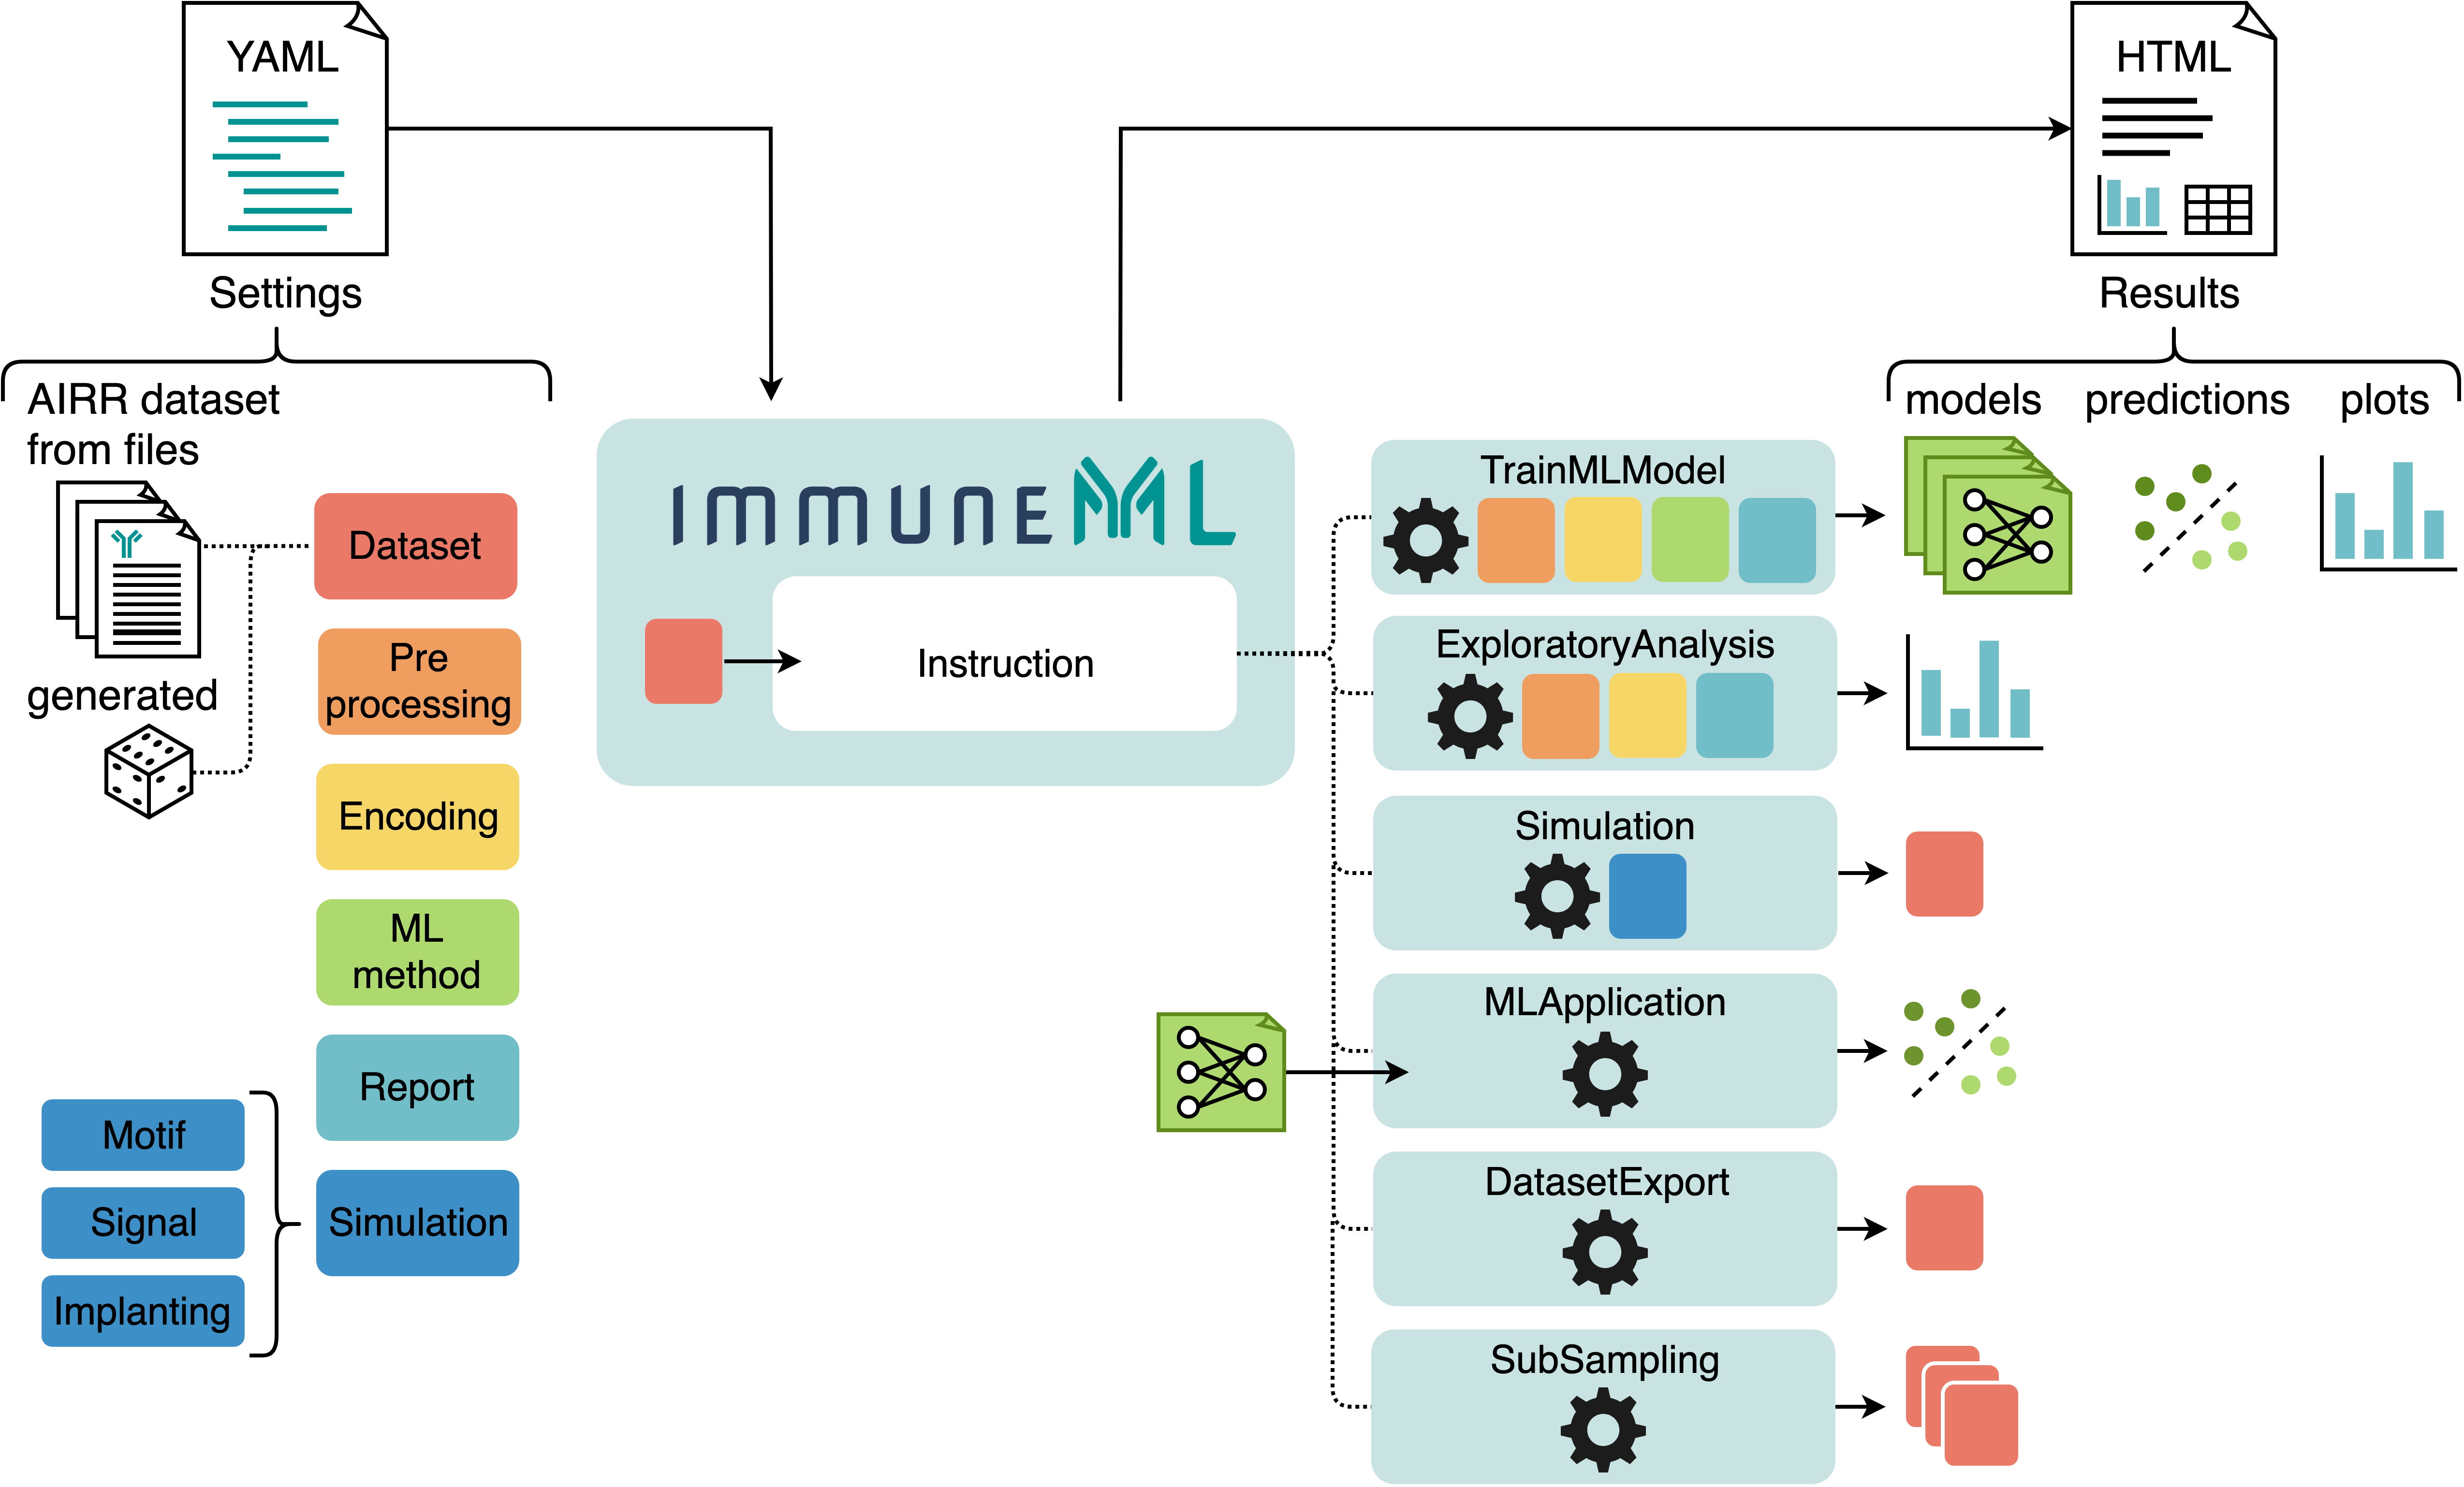 YAML
HTML
Settings
Results
AIRR dataset
from files
generated
Dataset
Pre
processing
Encoding
ML
method
Report
Simulation
Motif
Signal
Implanting
IMMUNEML
Instruction
TrainMLModel
ExploratoryAnalysis
Simulation
MLApplication
DatasetExport
SubSampling
models
predictions
plots